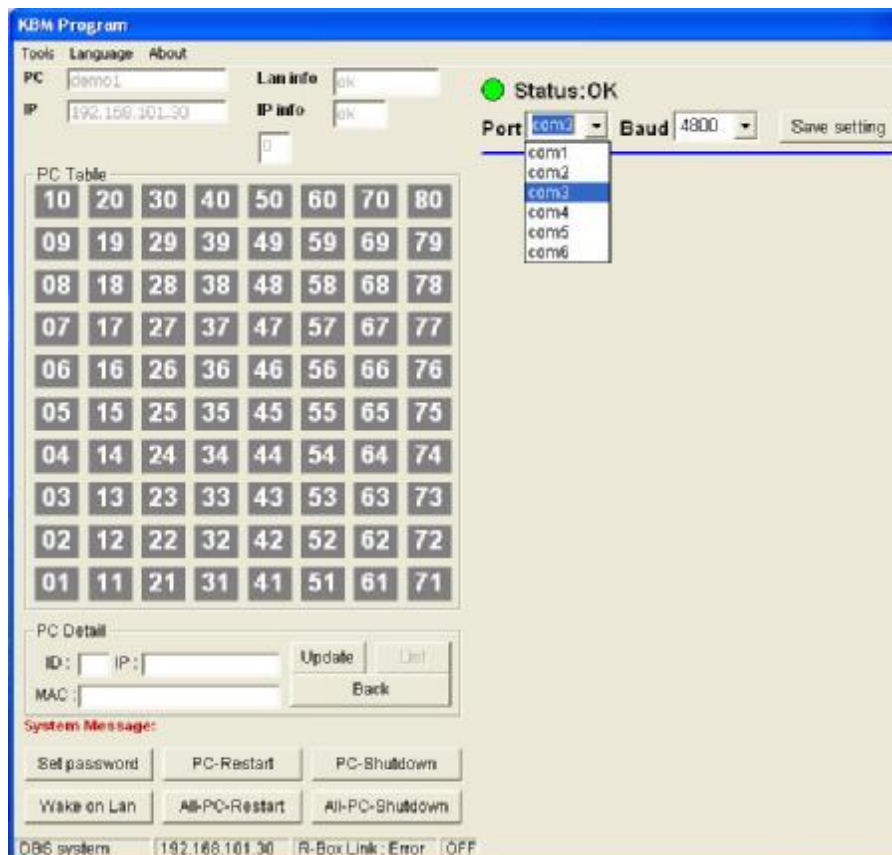 KBM Program
Tools Language About
PC demo1 Lan info ok
IP 192.168.101.30 IP info ok
0
Status:OK
Port com3 Baud 4800 Save setting
com1
com2
com3
com4
com5
com6
PC Table
10 20 30 40 50 60 70 80
09 19 29 39 49 59 69 79
08 18 28 38 48 58 68 78
07 17 27 37 47 57 67 77
06 16 26 36 46 56 66 76
05 15 25 35 45 55 65 75
04 14 24 34 44 54 64 74
03 13 23 33 43 53 63 73
02 12 22 32 42 52 62 72
01 11 21 31 41 51 61 71
PC Detail
ID: IP: Update List
MAC: Back
System Message:
Set password PC-Restart PC-Shutdown
Wake on Lan All-PC-Restart All-PC-Shutdown
DBS system 192.168.101.30 R-Box Link : Error OFF